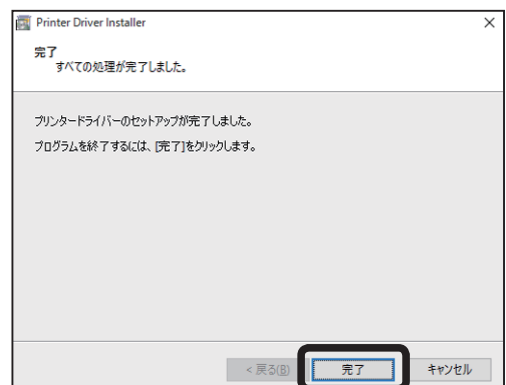 Printer Driver Installer
完了
すべての処理が完了しました。
プリンタードライバーのセットアップが完了しました。
プログラムを終了するには、[完了]をクリックします。
< 戻る(B)
完了
キャンセル